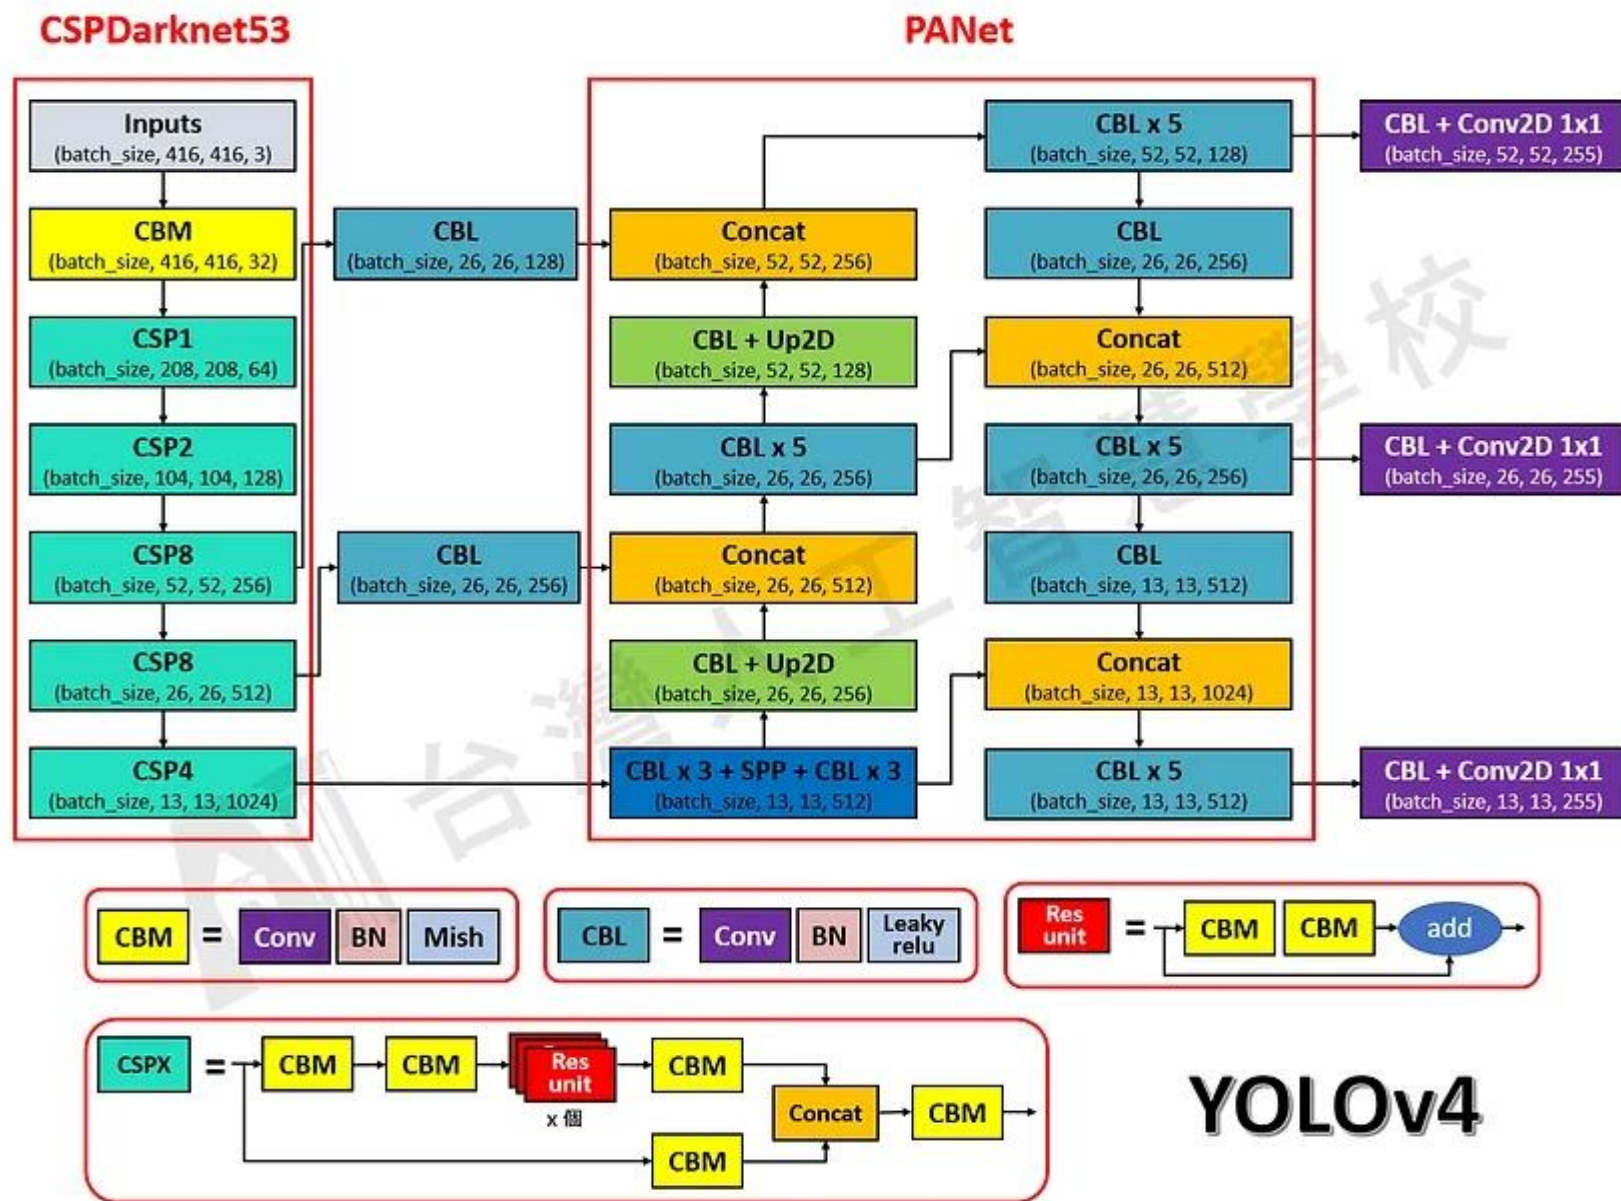 CSPDarknet53
PANet
Inputs
(batch_size, 416, 416, 3)
CBM
(batch_size, 416, 416, 32)
CSP1
(batch_size, 208, 208, 64)
CSP2
(batch_size, 104, 104, 128)
CSP8
(batch_size, 52, 52, 256)
CSP8
(batch_size, 26, 26, 512)
CSP4
(batch_size, 13, 13, 1024)
CBL
(batch_size, 26, 26, 128)
CBL
(batch_size, 26, 26, 256)
Concat
(batch_size, 52, 52, 256)
CBL + Up2D
(batch_size, 52, 52, 128)
CBL x 5
(batch_size, 26, 26, 256)
Concat
(batch_size, 26, 26, 512)
CBL + Up2D
(batch_size, 26, 26, 256)
CBL x 3 + SPP + CBL x 3
(batch_size, 13, 13, 512)
CBL x 5
(batch_size, 52, 52, 128)
CBL
(batch_size, 26, 26, 256)
Concat
(batch_size, 26, 26, 512)
CBL x 5
(batch_size, 26, 26, 256)
CBL
(batch_size, 13, 13, 512)
Concat
(batch_size, 13, 13, 1024)
CBL x 5
(batch_size, 13, 13, 512)
CBL + Conv2D 1x1
(batch_size, 52, 52, 255)
CBL + Conv2D 1x1
(batch_size, 26, 26, 255)
CBL + Conv2D 1x1
(batch_size, 13, 13, 255)
台灣人工智慧學校
CBM = Conv BN Mish
CBL = Conv BN Leaky relu
Res unit = CBM CBM add
CSPX = CBM CBM Res unit CBM
x 個
Concat CBM
CBM
YOLOv4